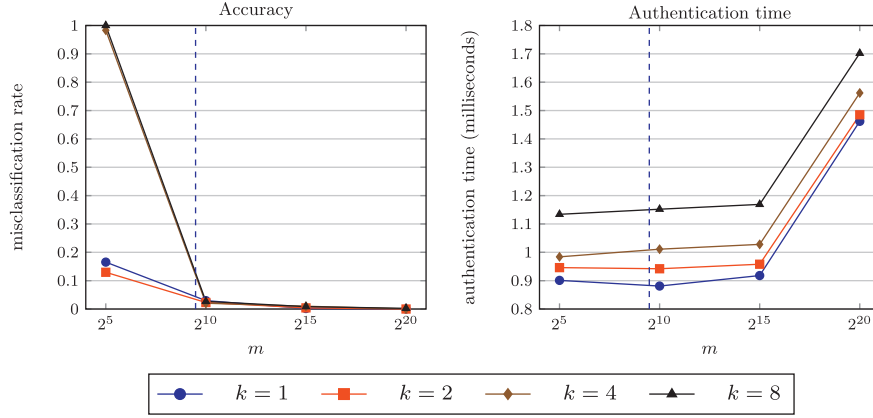 Accuracy
misclassification rate
1
0.9
0.8
0.7
0.6
0.5
0.4
0.3
0.2
0.1
0
2^5 2^10 2^15 2^20
m
Authentication time
authentication time (milliseconds)
1.8
1.7
1.6
1.5
1.4
1.3
1.2
1.1
1
0.9
0.8
2^5 2^10 2^15 2^20
m
k = 1 k = 2 k = 4 k = 8